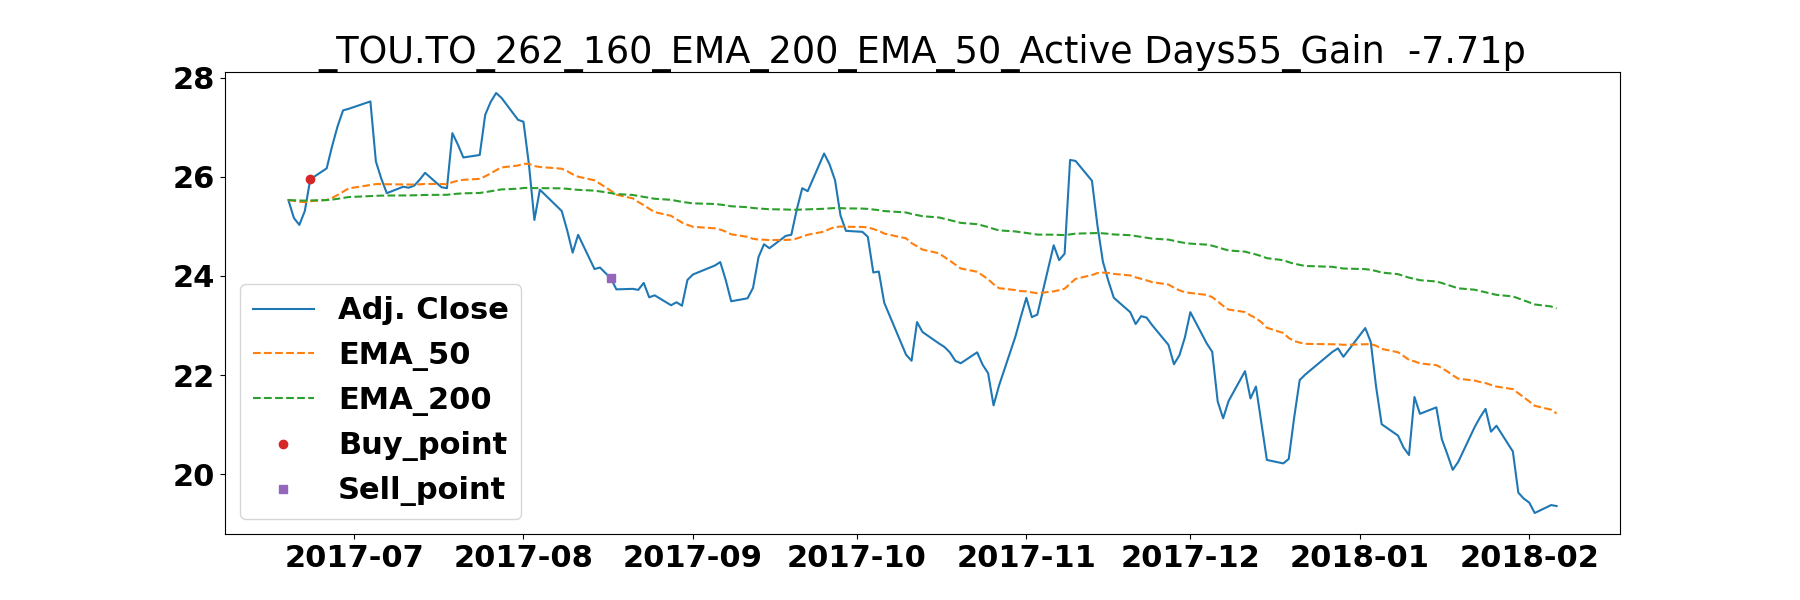 _TOU.TO_262_160_EMA_200_EMA_50_Active Days55_Gain  -7.71p
28
26
24
22
20
Adj. Close
EMA_50
EMA_200
Buy_point
Sell_point
2017-07 2017-08 2017-09 2017-10 2017-11 2017-12 2018-01 2018-02